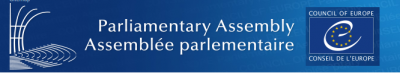 Parliamentary Assembly
Assemblée parlementaire
COUNCIL OF EUROPE
CONSEIL DE L'EUROPE